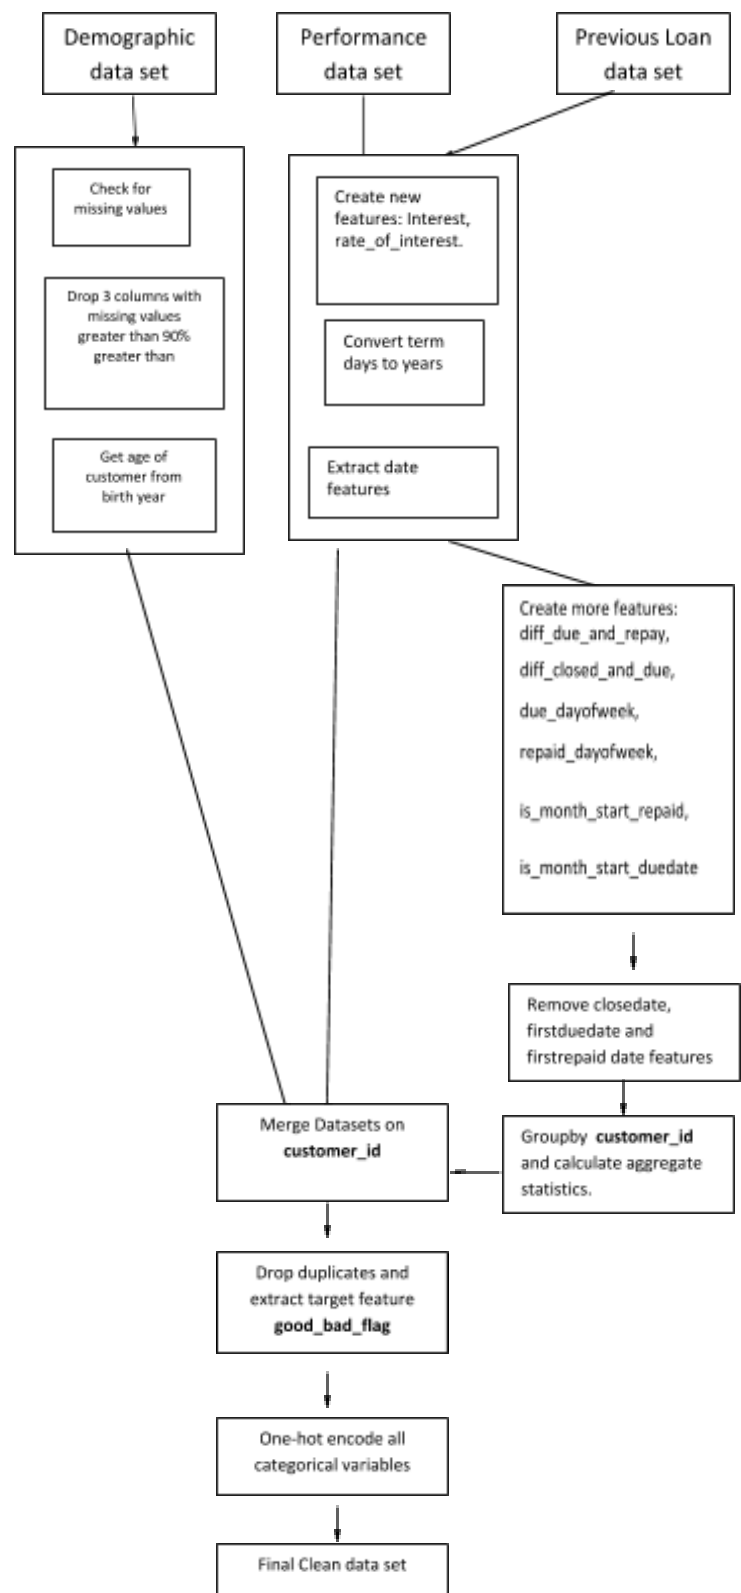 Demographic
data set
Performance
data set
Previous Loan
data set
Check for
missing values
Drop 3 columns with
missing values
greater than 90%
greater than
Get age of
customer from
birth year
Create new
features: Interest,
rate_of_interest.
Convert term
days to years
Extract date
features
Create more features:
diff_due_and_repay,
diff_closed_and_due,
due_dayofweek,
repaid_dayofweek,
is_month_start_repaid,
is_month_start_duedate
Remove closedate,
firstduedate and
firstrepaid date features
Groupby customer_id
and calculate aggregate
statistics.
Merge Datasets on
customer_id
Drop duplicates and
extract target feature
good_bad_flag
One-hot encode all
categorical variables
Final Clean data set